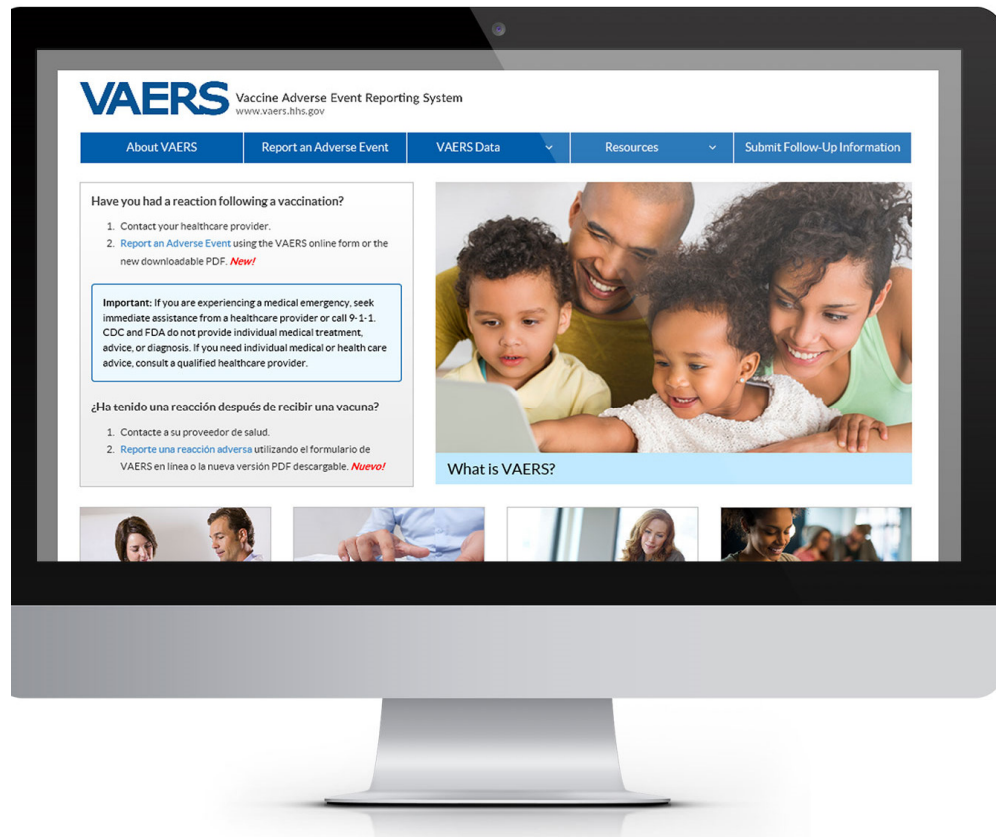 VAERS Vaccine Adverse Event Reporting System
www.vaers.hhs.gov
About VAERS
Report an Adverse Event
VAERS Data
Resources
Submit Follow-Up Information
Have you had a reaction following a vaccination?
1. Contact your healthcare provider.
2. Report an Adverse Event using the VAERS online form or the
new downloadable PDF. New!
Important: If you are experiencing a medical emergency, seek
immediate assistance from a healthcare provider or call 9-1-1.
CDC and FDA do not provide individual medical treatment,
advice, or diagnosis. If you need individual medical or health care
advice, consult a qualified healthcare provider.
¿Ha tenido una reacción después de recibir una vacuna?
1. Contacte a su proveedor de salud.
2. Reporte una reacción adversa utilizando el formulario de
VAERS en línea o la nueva versión PDF descargable. Nuevo!
What is VAERS?